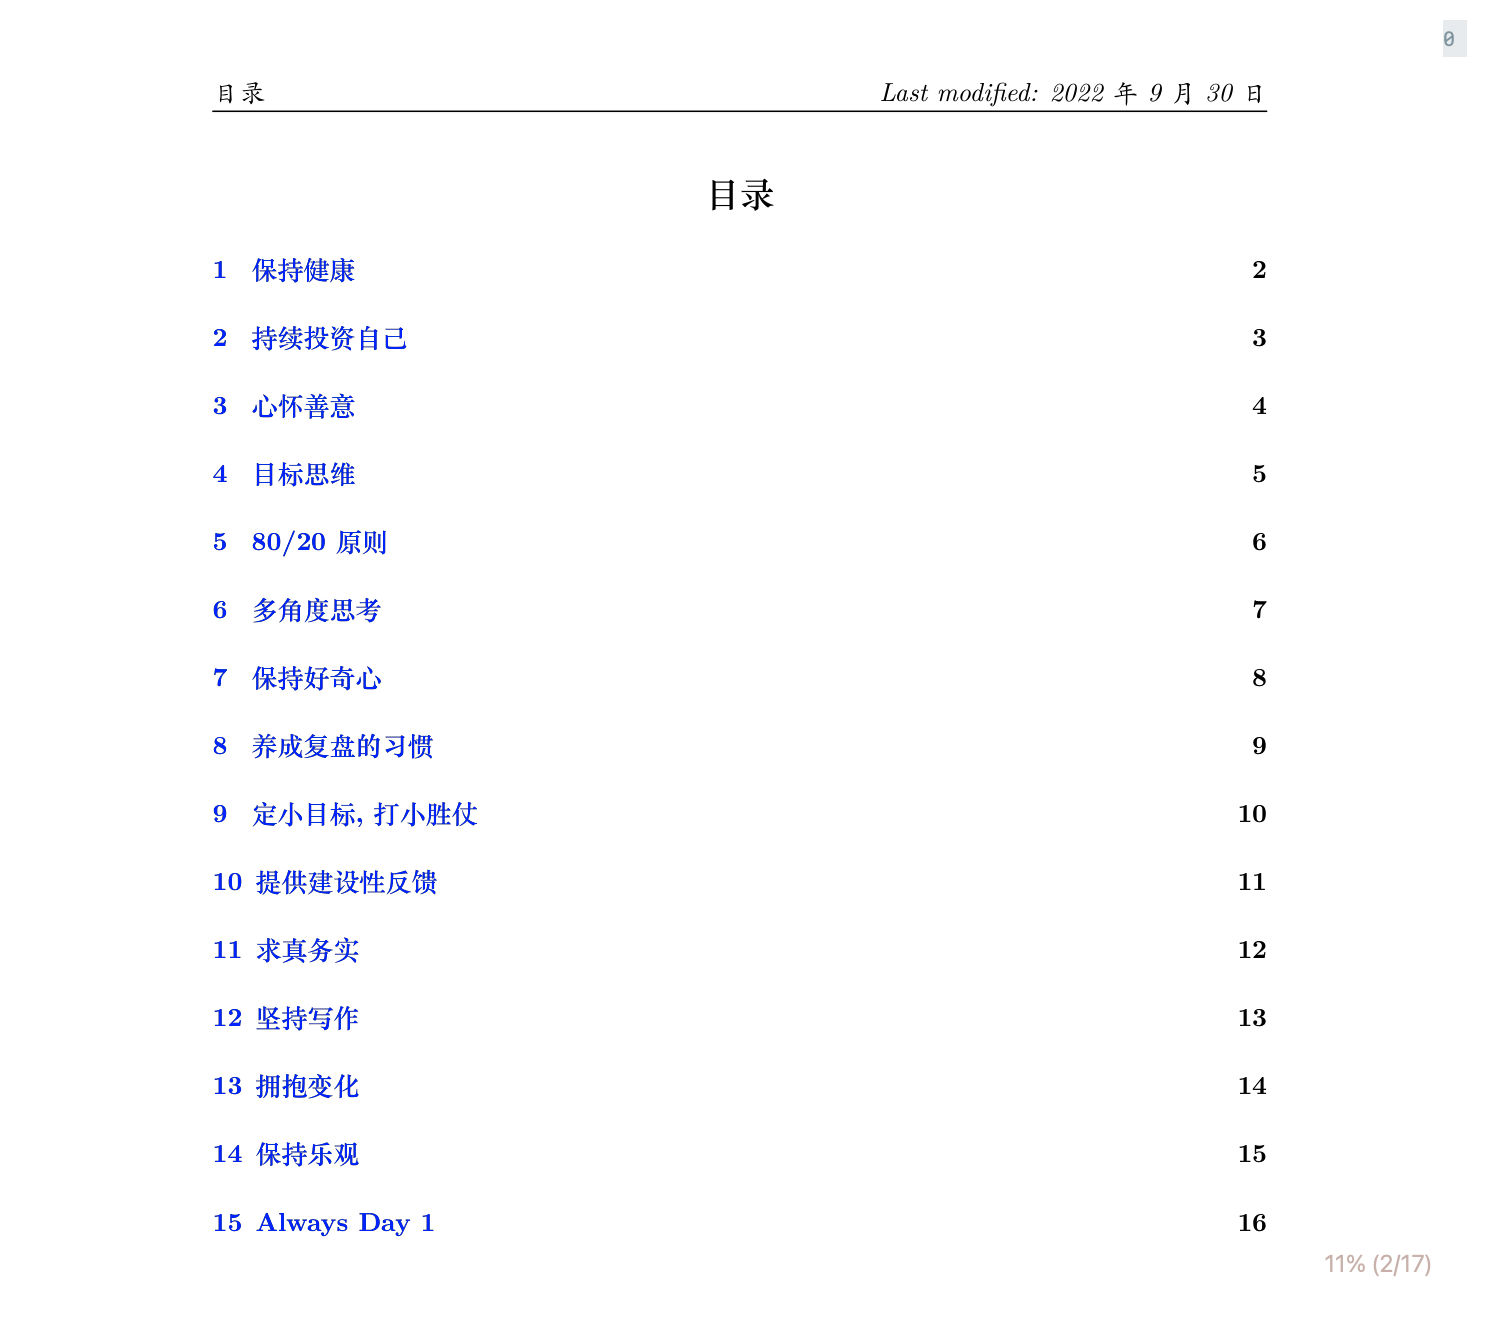 0
目录 Last modified: 2022 年 9 月 30 日
目录
1 保持健康 2
2 持续投资自己 3
3 心怀善意 4
4 目标思维 5
5 80/20 原则 6
6 多角度思考 7
7 保持好奇心 8
8 养成复盘的习惯 9
9 定小目标, 打小胜仗 10
10 提供建设性反馈 11
11 求真务实 12
12 坚持写作 13
13 拥抱变化 14
14 保持乐观 15
15 Always Day 1 16
11% (2/17)